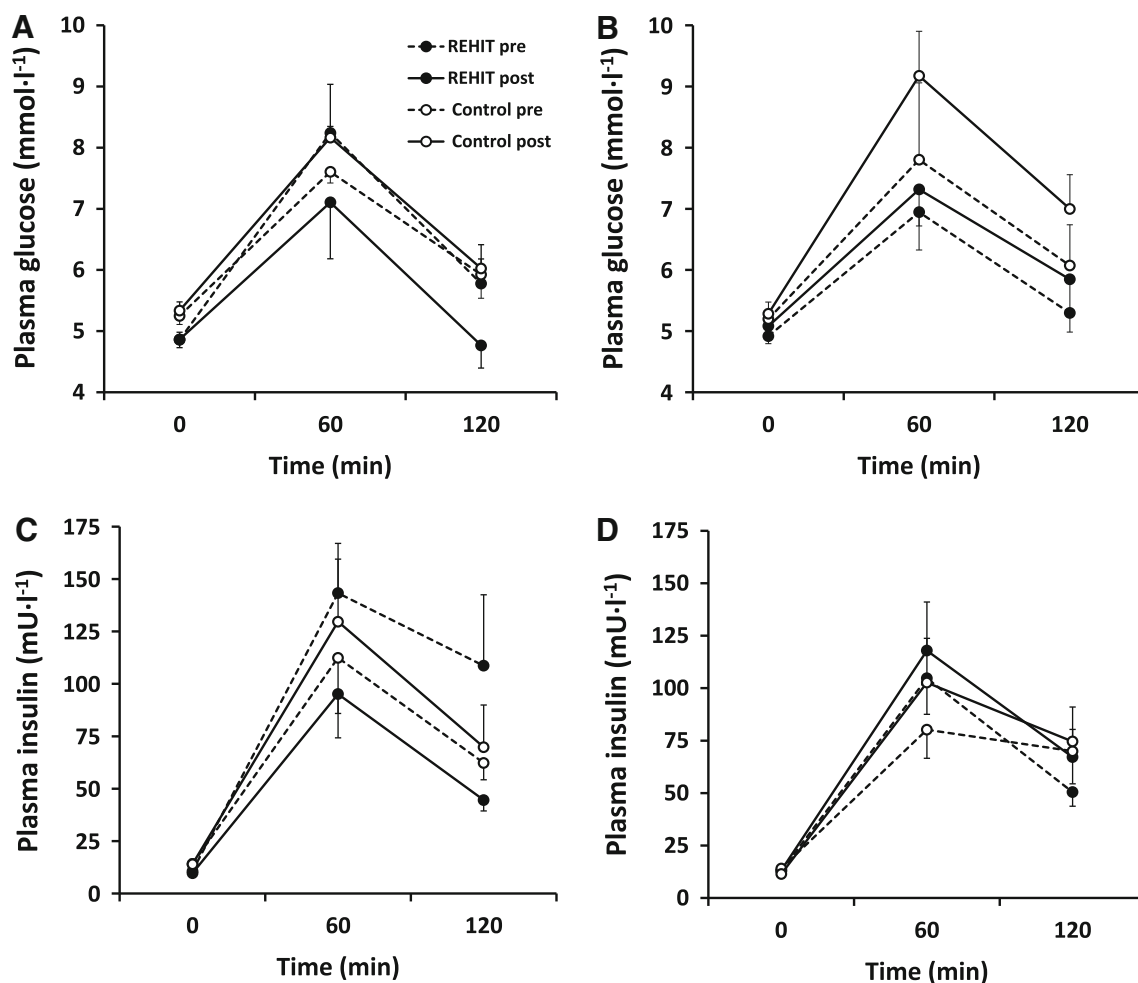 A
Plasma glucose (mmol·l-1)
10
9
8
7
6
5
4
0 60 120
Time (min)
REHIT pre
REHIT post
Control pre
Control post
B
Plasma glucose (mmol·l-1)
10
9
8
7
6
5
4
0 60 120
Time (min)
C
Plasma insulin (mU·l-1)
175
150
125
100
75
50
25
0
0 60 120
Time (min)
D
Plasma insulin (mU·l-1)
175
150
125
100
75
50
25
0
0 60 120
Time (min)